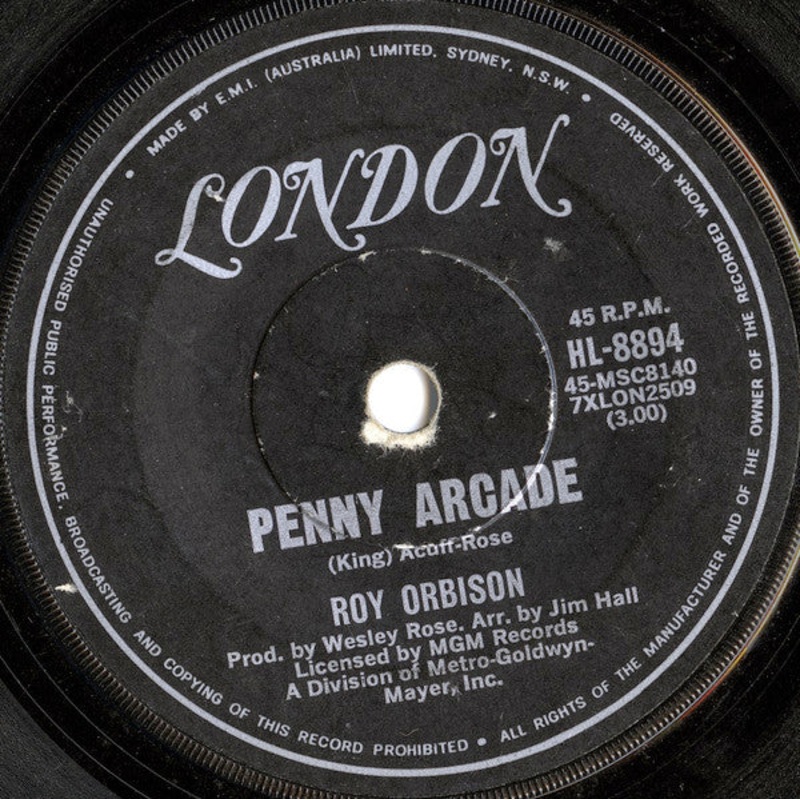 MADE BY E.M.I. (AUSTRALIA) LIMITED, SYDNEY, N.S.W. •
LONDON
45 R.P.M.
HL-8894
45-MSC8140
7XLON2509
(3.00)
PENNY ARCADE
(King) Acuff-Rose
ROY ORBISON
Prod. by Wesley Rose. Arr. by Jim Hall
Licensed by MGM Records
A Division of Metro-Goldwyn-
Mayer, Inc.
• UNAUTHORISED PUBLIC PERFORMANCE, BROADCASTING AND COPYING OF THIS RECORD PROHIBITED • ALL RIGHTS OF THE MANUFACTURER AND OF THE OWNER OF THE RECORDED WORK RESERVED